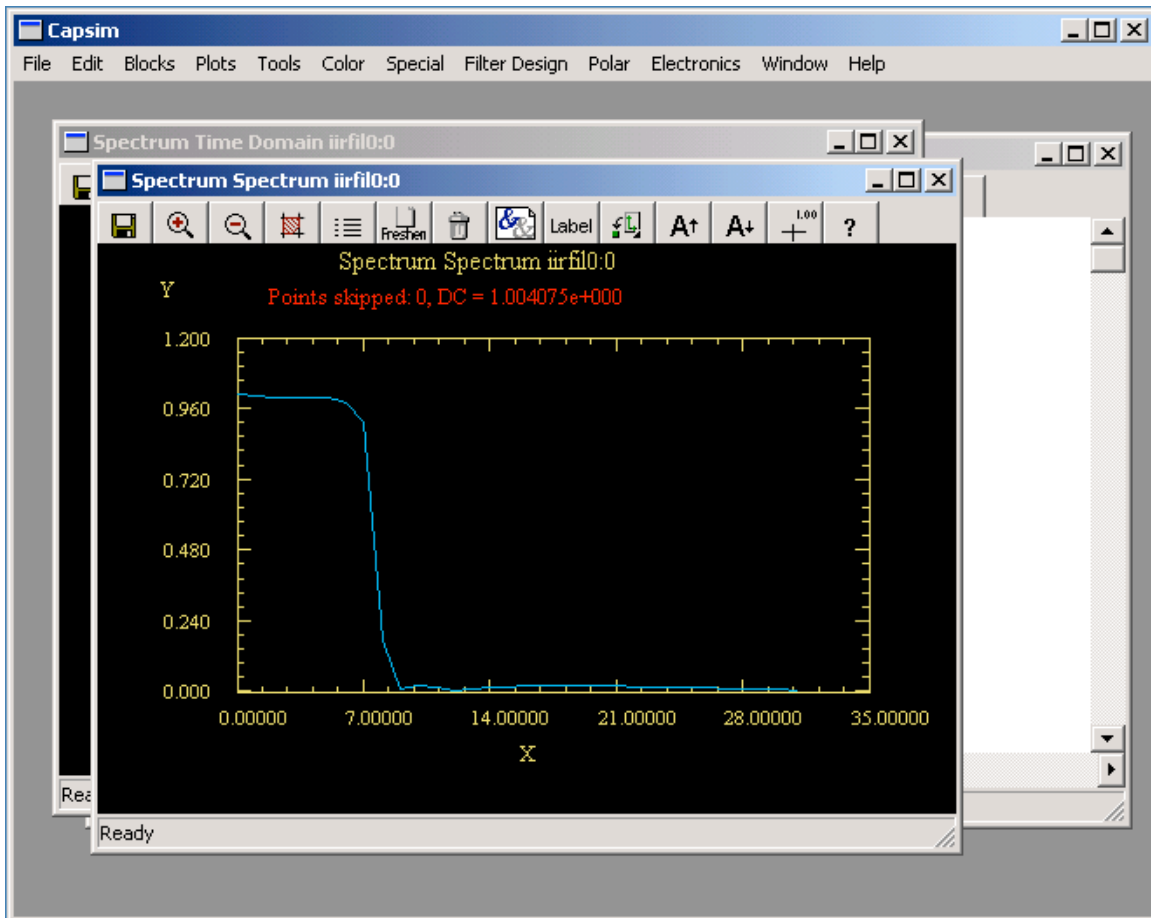 Capsim
File Edit Blocks Plots Tools Color Special Filter Design Polar Electronics Window Help
Spectrum Time Domain iirfil0:0
Spectrum Spectrum iirfil0:0
Freshen && Label A A 1.00 ?
Spectrum Spectrum iirfil0:0
Y
Points skipped: 0, DC = 1.004075e+000
1.200
0.960
0.720
0.480
0.240
0.000
0.00000 7.00000 14.00000 21.00000 28.00000 35.00000
X
Rea
Ready